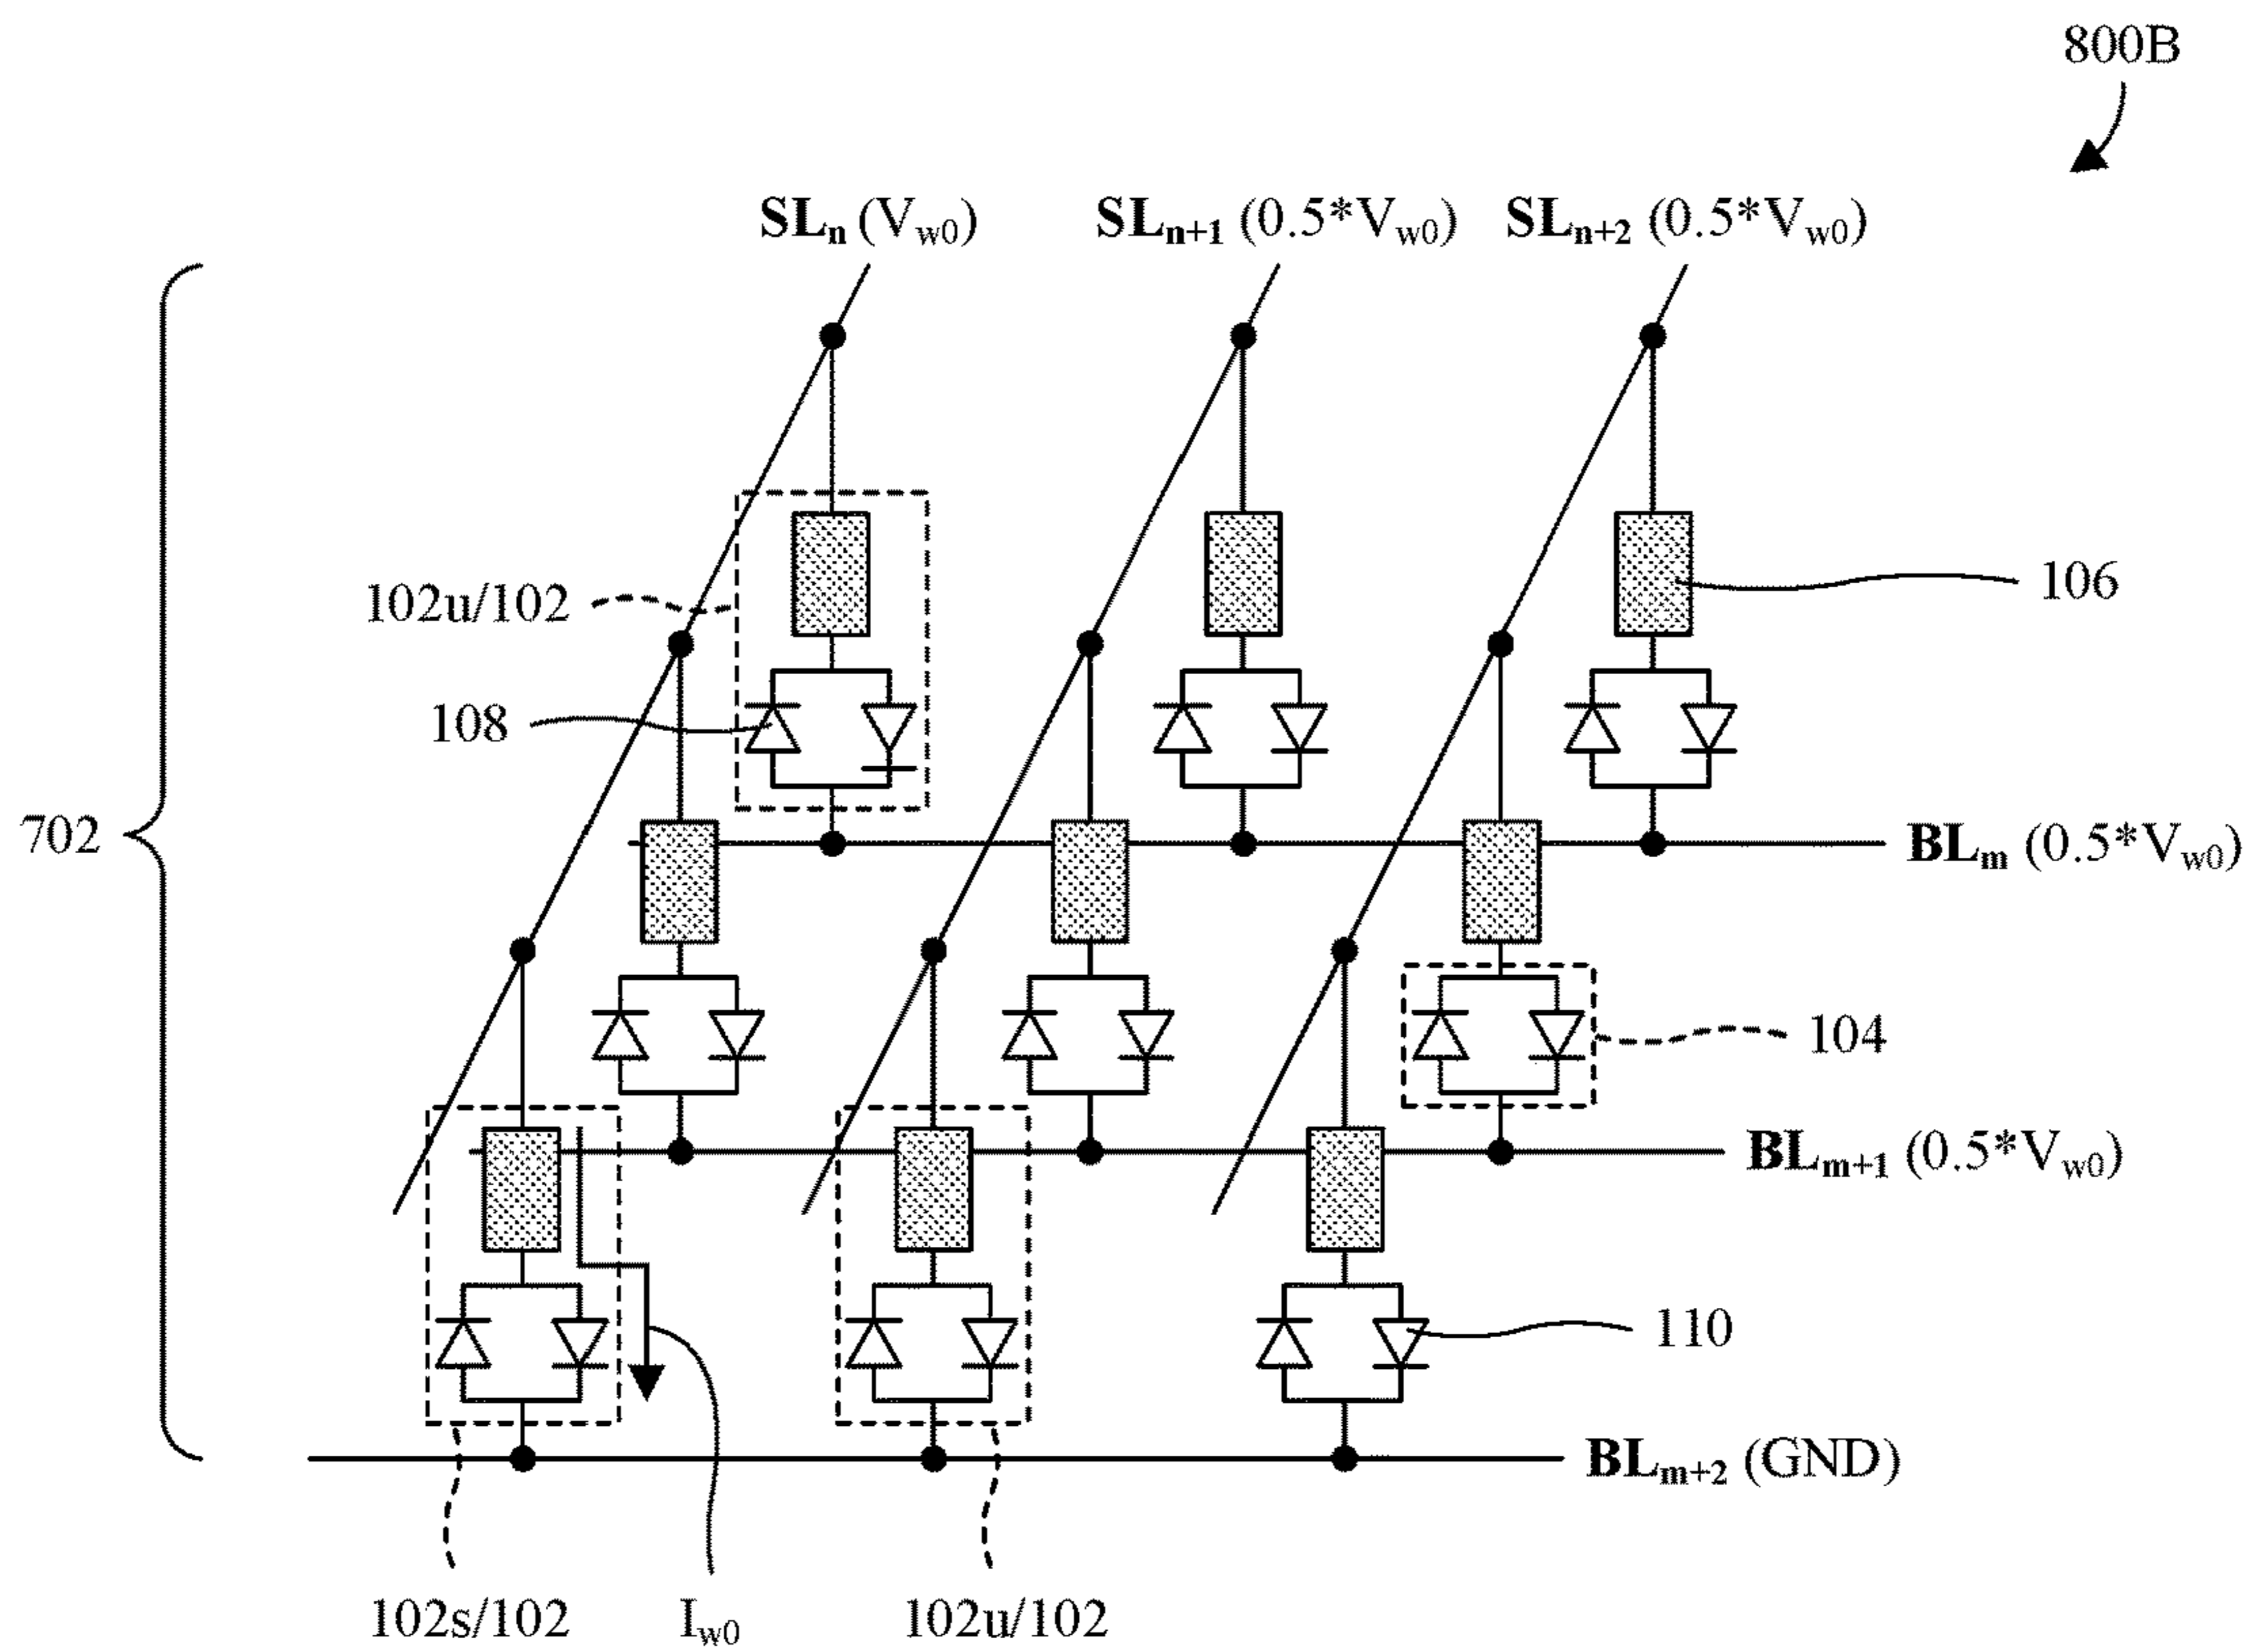 800B
SLn (Vw0) SLn+1 (0.5*Vw0) SLn+2 (0.5*Vw0)
102u/102
106
108
702
BLm (0.5*Vw0)
104
BLm+1 (0.5*Vw0)
110
BLm+2 (GND)
102s/102 Iw0 102u/102